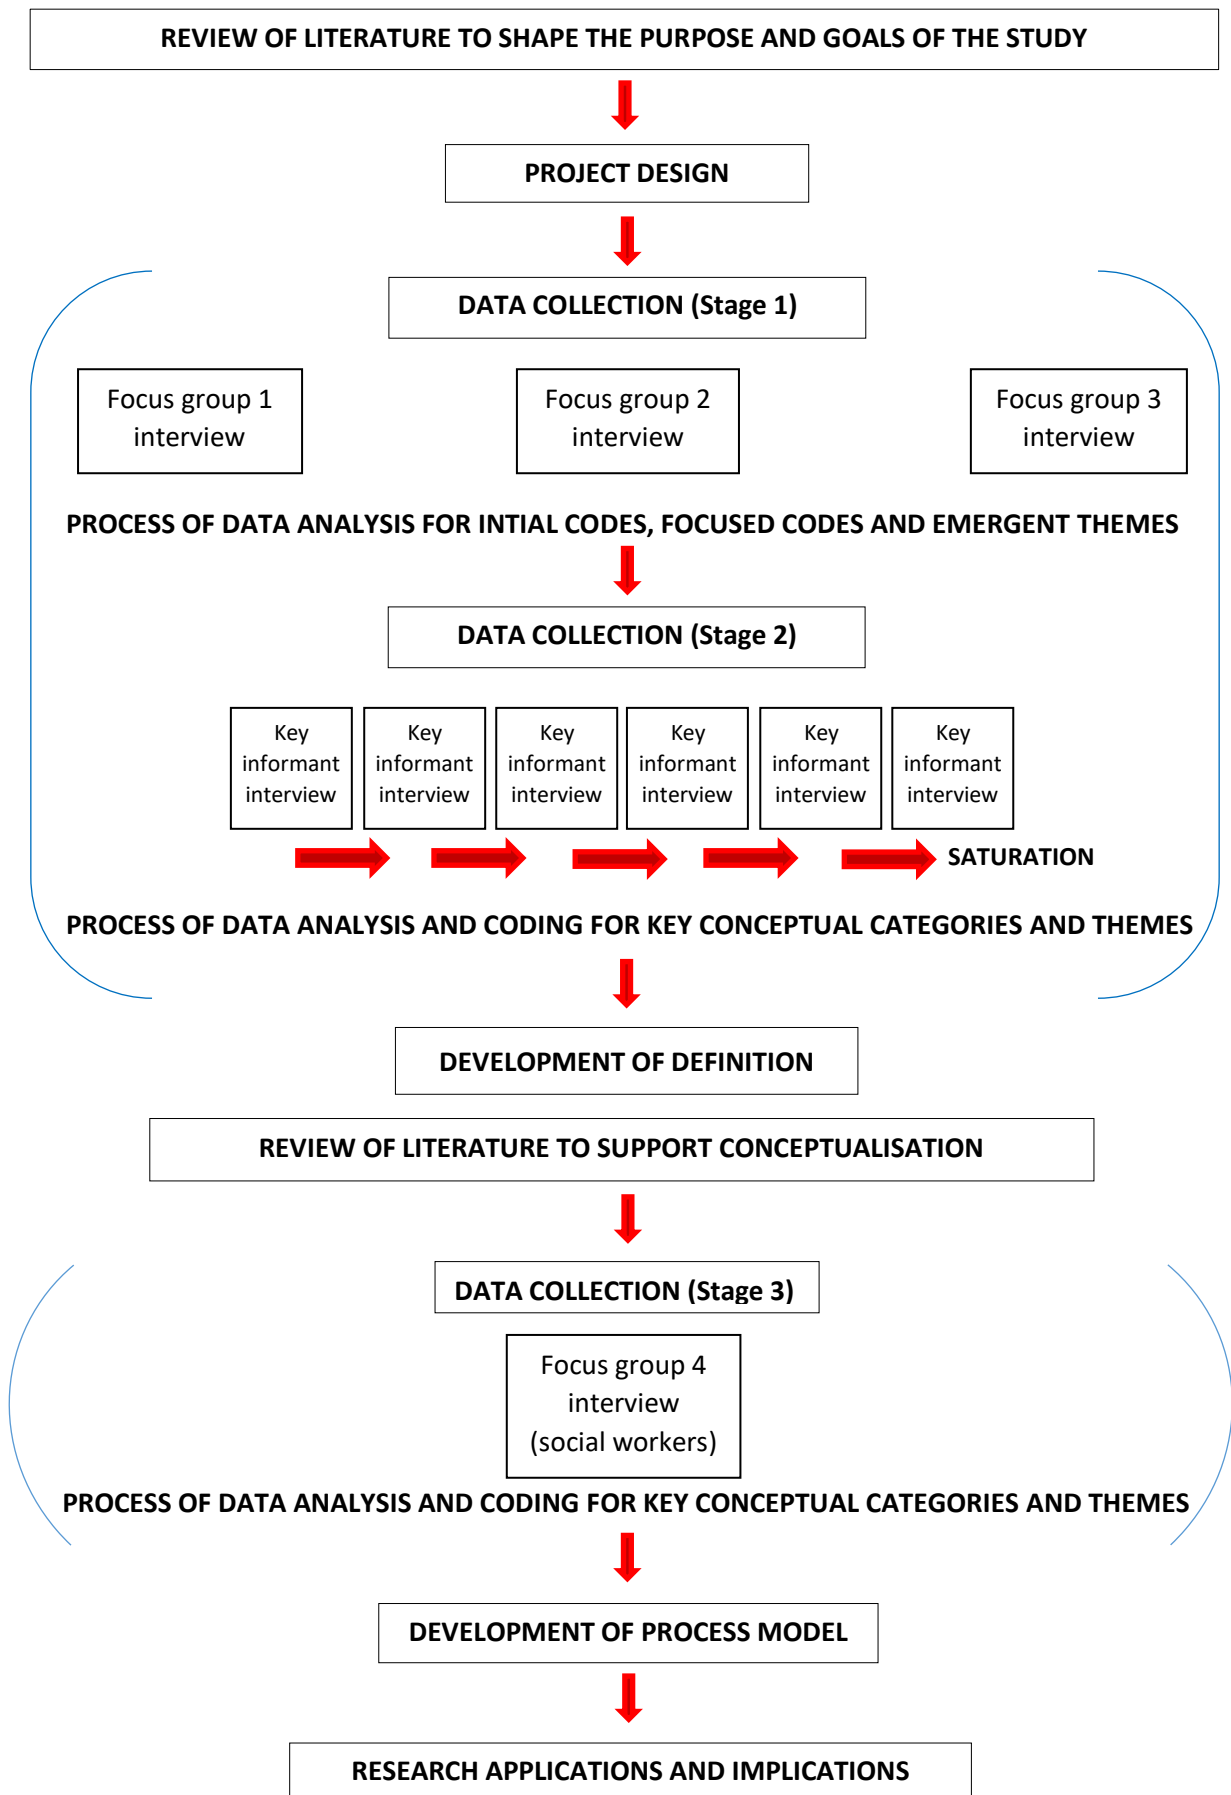 REVIEW OF LITERATURE TO SHAPE THE PURPOSE AND GOALS OF THE STUDY
PROJECT DESIGN
DATA COLLECTION (Stage 1)
Focus group 1
interview
Focus group 2
interview
Focus group 3
interview
PROCESS OF DATA ANALYSIS FOR INTIAL CODES, FOCUSED CODES AND EMERGENT THEMES
DATA COLLECTION (Stage 2)
Key
informant
interview
Key
informant
interview
Key
informant
interview
Key
informant
interview
Key
informant
interview
Key
informant
interview
SATURATION
PROCESS OF DATA ANALYSIS AND CODING FOR KEY CONCEPTUAL CATEGORIES AND THEMES
DEVELOPMENT OF DEFINITION
REVIEW OF LITERATURE TO SUPPORT CONCEPTUALISATION
DATA COLLECTION (Stage 3)
Focus group 4
interview
(social workers)
PROCESS OF DATA ANALYSIS AND CODING FOR KEY CONCEPTUAL CATEGORIES AND THEMES
DEVELOPMENT OF PROCESS MODEL
RESEARCH APPLICATIONS AND IMPLICATIONS